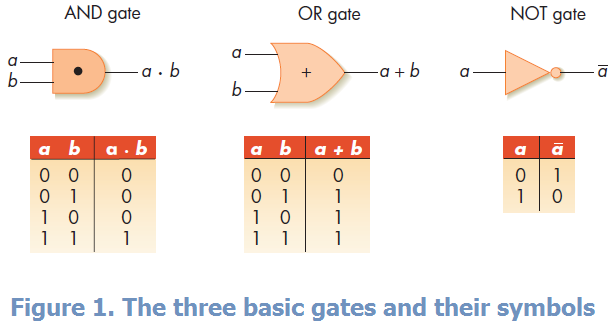 AND gate OR gate NOT gate
a
b
a · b
a
b
+
a + b
a
a̅
a b a · b
0 0 0
0 1 0
1 0 0
1 1 1
a b a + b
0 0 0
0 1 1
1 0 1
1 1 1
a a̅
0 1
1 0
Figure 1. The three basic gates and their symbols